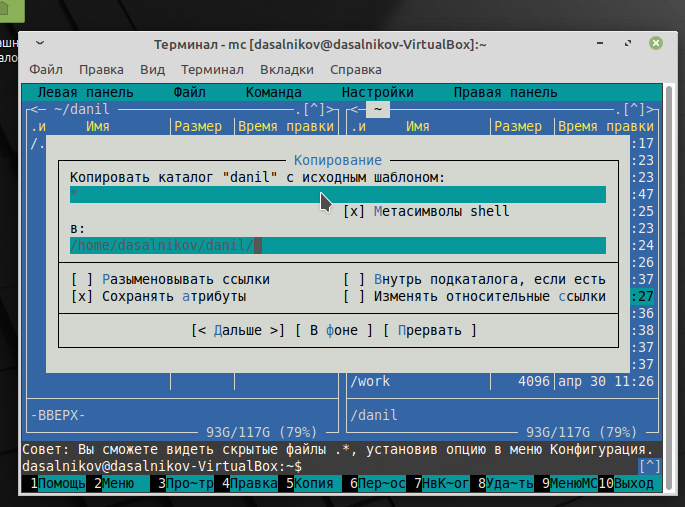 Терминал - mc [dasalnikov@dasalnikov-VirtualBox]:~
Файл Правка Вид Терминал Вкладки Справка
Левая панель Файл Команда Настройки Правая панель
<— ~/danil .[^]> <— ~ .[^]>
.и Имя Размер Время правки .и Имя Размер Время правки
/. :17
Копирование :23
Копировать каталог "danil" с исходным шаблоном: :23
* :47
[x] Метасимволы shell :25
в: :23
/home/dasalnikov/danil/ :24
:26
[ ] Разыменовывать ссылки [ ] Внутрь подкаталога, если есть :37
[x] Сохранять атрибуты [ ] Изменять относительные ссылки :27
:36
[< Дальше >] [ В фоне ] [ Прервать ] :38
:37
:37
/work 4096 апр 30 11:26
-ВВЕРХ- /danil
93G/117G (79%) 93G/117G (79%)
Совет: Вы сможете видеть скрытые файлы .*, установив опцию в меню Конфигурация.
dasalnikov@dasalnikov-VirtualBox:~$ [^]
1Помощь 2Меню 3Про~тр 4Правка 5Копия 6Пер~ос 7НвК~ог 8Уда~ть 9МенюМС 10Выход